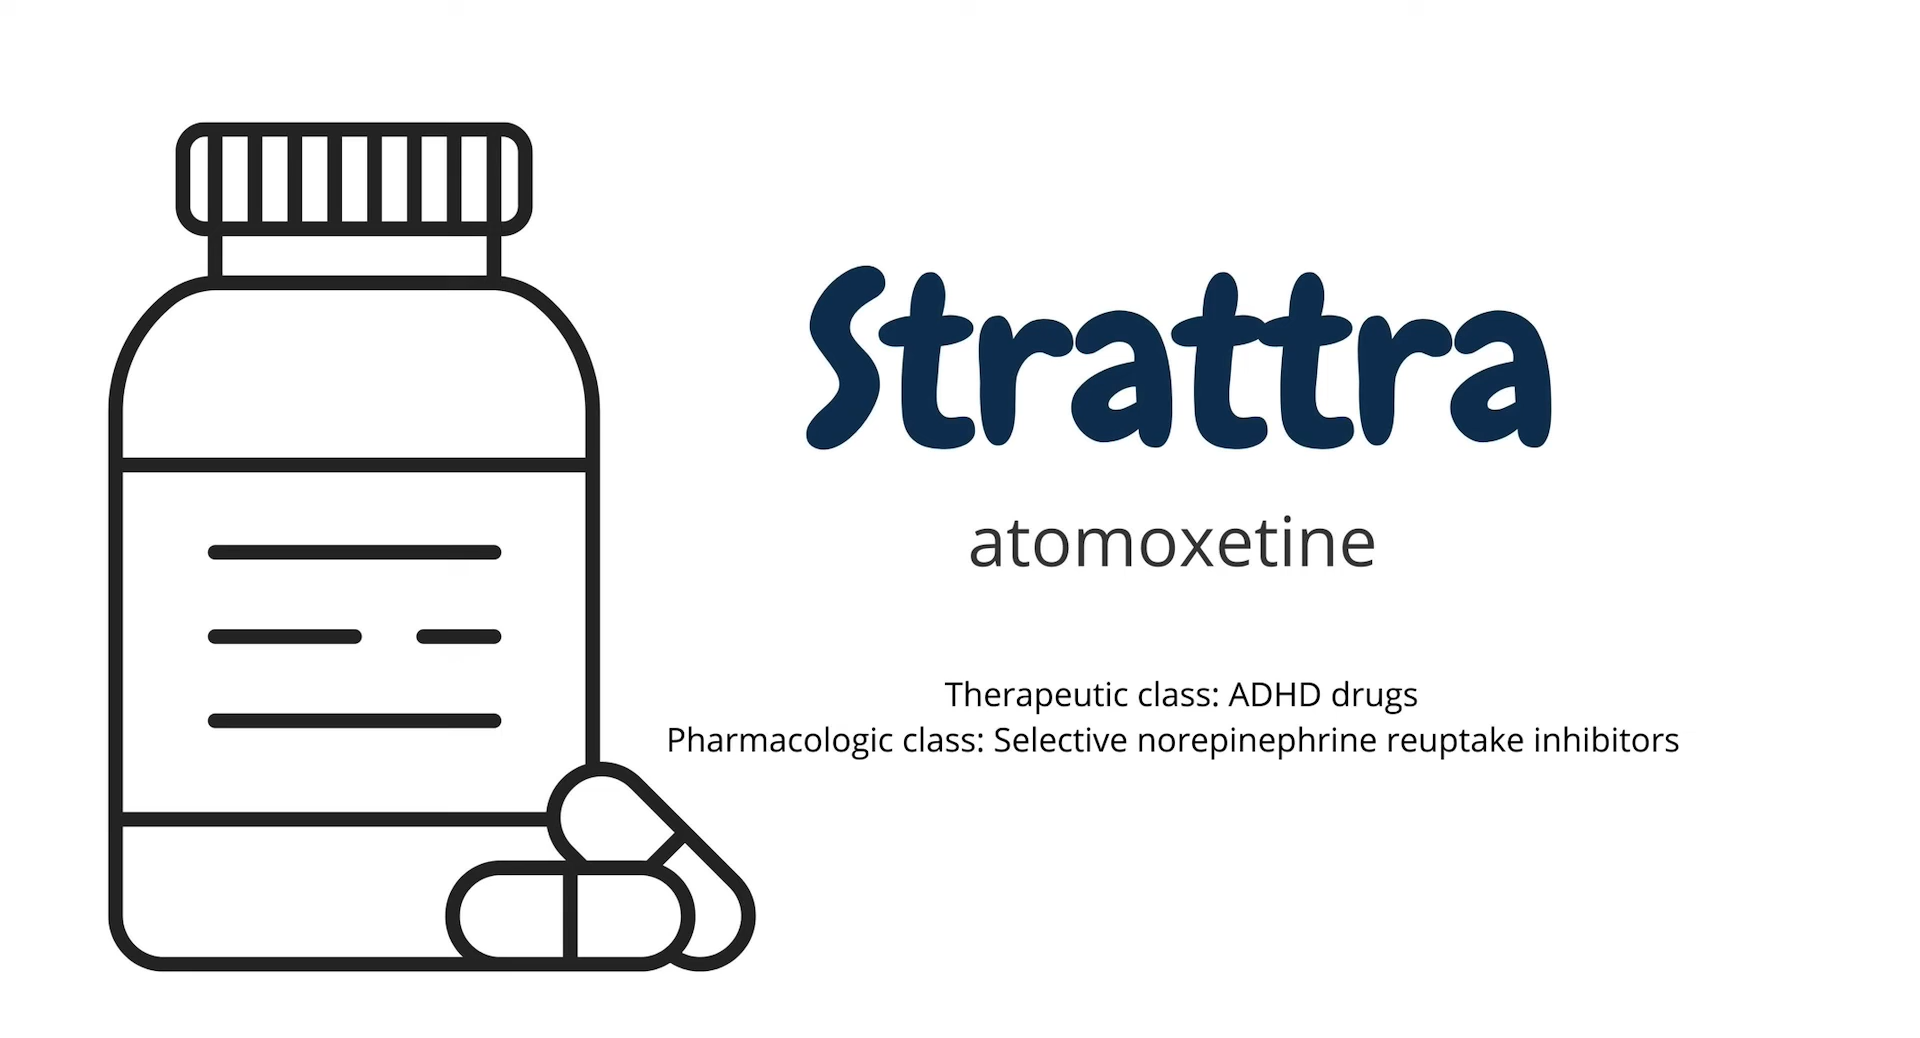 Strattra
atomoxetine
Therapeutic class: ADHD drugs
Pharmacologic class: Selective norepinephrine reuptake inhibitors